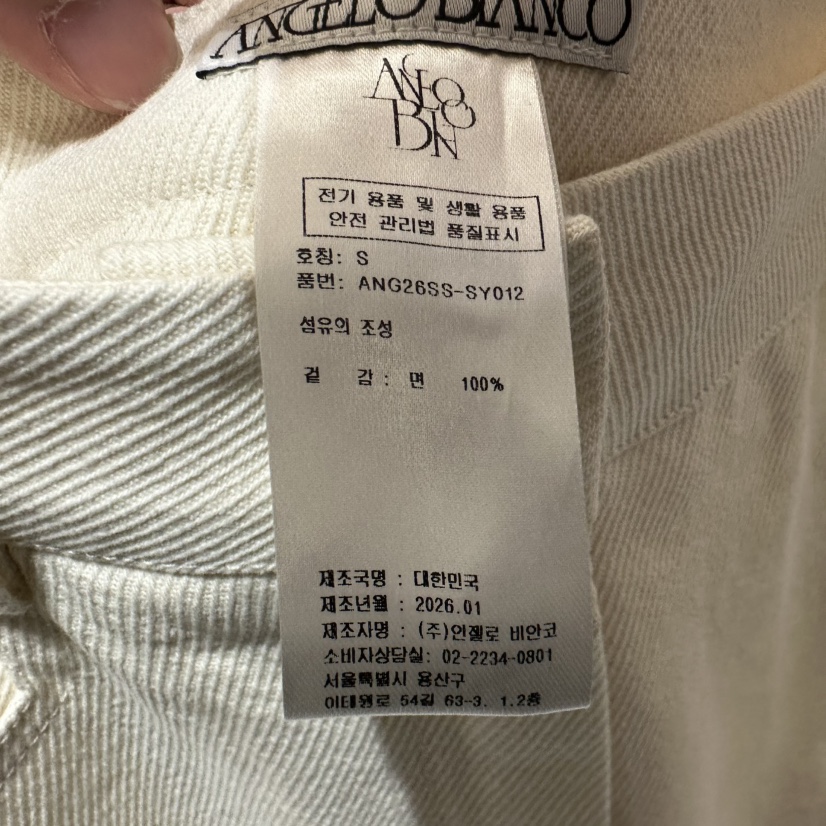 ANGELO BIANCO
ANGELO
BIAN
전기 용품 및 생활 용품
안전 관리법 품질표시
호칭: S
품번: ANG26SS-SY012
섬유의 조성
겉 감 : 면 100%
제조국명 : 대한민국
제조년월 : 2026.01
제조자명 : (주)안젤로 비안코
소비자상담실: 02-2234-0801
서울특별시 용산구
이태원로 54길 63-3. 1.2층